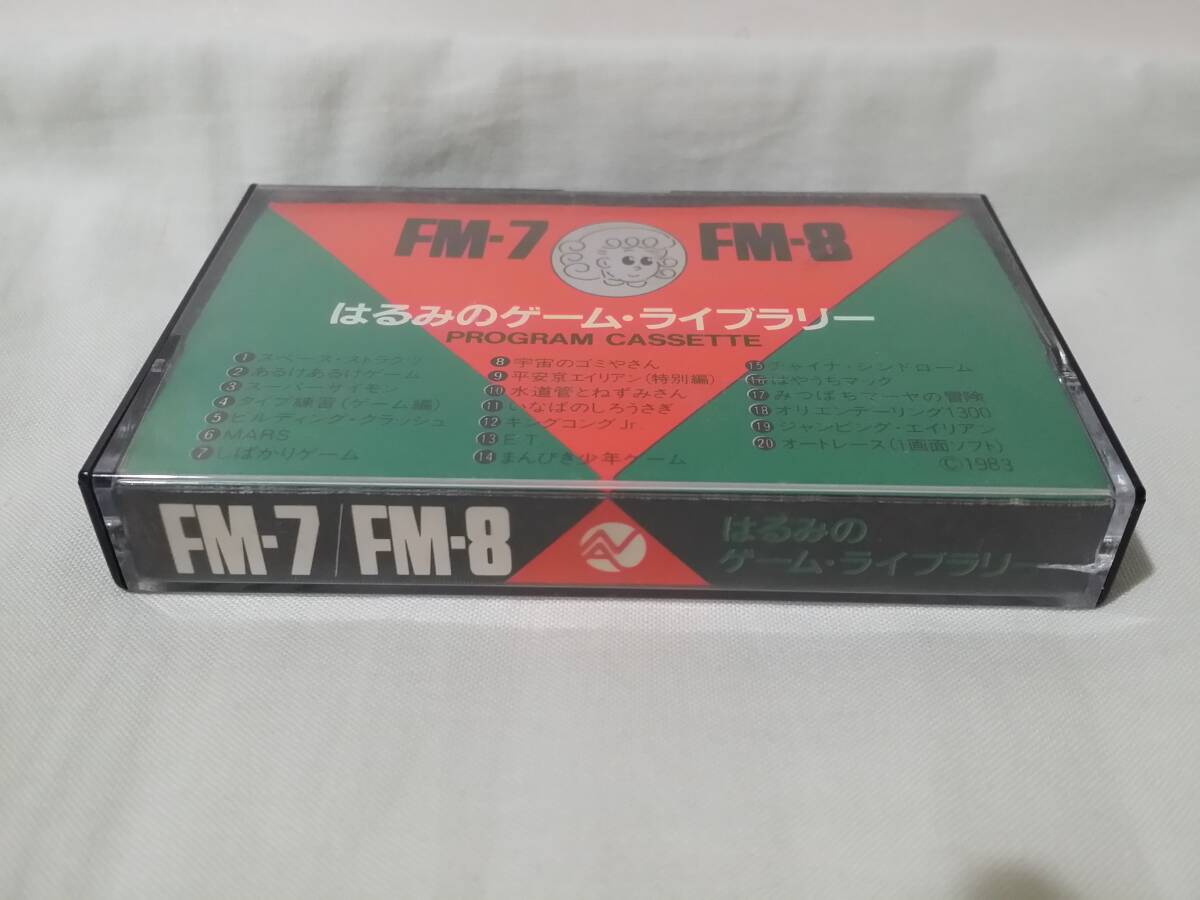 FM-7 FM-8
はるみのゲーム・ライブラリー
PROGRAM CASSETTE
①スペース・ストラグリ
②あるけあるけゲーム
③スーパーサイモン
④タイプ練習(ゲーム編)
⑤ビルディング・クラッシュ
⑥MARS
⑦しばかりゲーム
⑧宇宙のゴミやさん
⑨平安京エイリアン(特別編)
⑩水道管とねずみさん
⑪いなばのしろうさぎ
⑫キングコングJr
⑬ET
⑭まんびき少年ゲーム
⑮チャイナ・シンドローム
⑯はやうちマック
⑰みつばちマーヤの冒険
⑱オリエンテーリング1300
⑲ジャンピング・エイリアン
⑳オートレース(1画面ソフト)
©1983
FM-7/FM-8
はるみの
ゲーム・ライブラリー